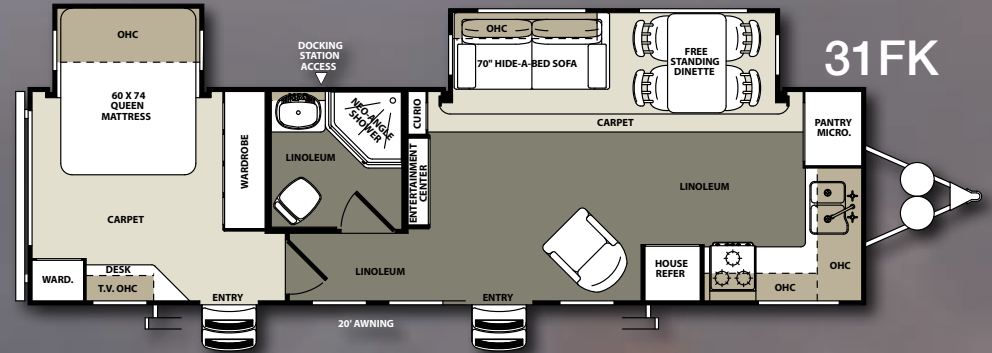 31FK
OHC
60 X 74
QUEEN
MATTRESS
CARPET
WARD.
DESK
T.V. OHC
WARDROBE
ENTRY
DOCKING
STATION
ACCESS
NEO-ANGLE
SHOWER
LINOLEUM
LINOLEUM
CURIO
ENTERTAINMENT
CENTER
OHC
70" HIDE-A-BED SOFA
FREE
STANDING
DINETTE
CARPET
LINOLEUM
PANTRY
MICRO.
HOUSE
REFER
OHC
OHC
ENTRY
20' AWNING